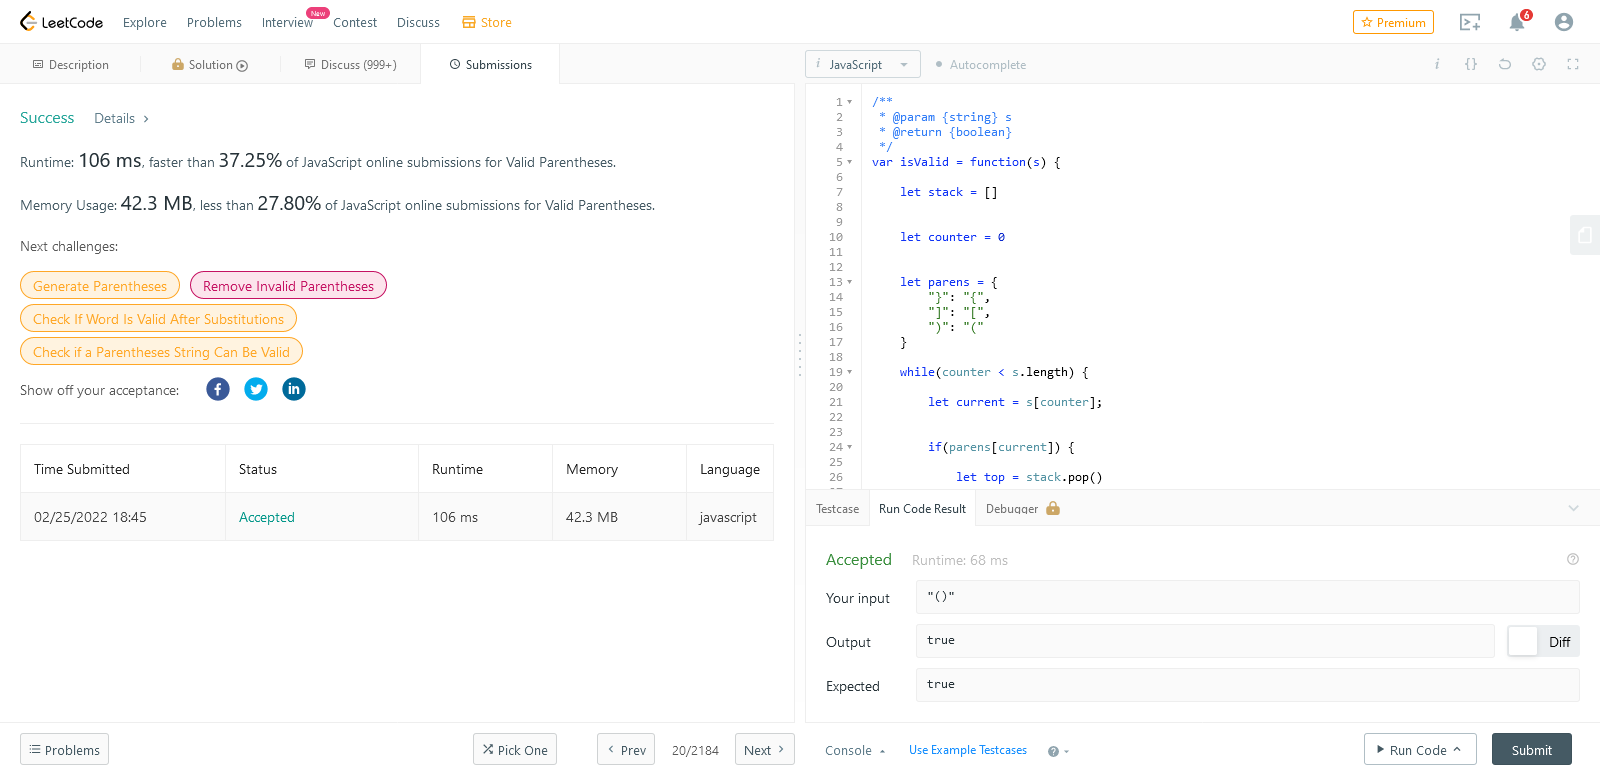 LeetCode Explore Problems Interview New Contest Discuss Store Premium 6
Description Solution Discuss (999+) Submissions
Success Details >
Runtime: 106 ms, faster than 37.25% of JavaScript online submissions for Valid Parentheses.
Memory Usage: 42.3 MB, less than 27.80% of JavaScript online submissions for Valid Parentheses.
Next challenges:
Generate Parentheses Remove Invalid Parentheses
Check If Word Is Valid After Substitutions
Check if a Parentheses String Can Be Valid
Show off your acceptance:
Time Submitted Status Runtime Memory Language
02/25/2022 18:45 Accepted 106 ms 42.3 MB javascript
Problems Pick One < Prev 20/2184 Next >
i JavaScript Autocomplete i {}
1 /**
2 * @param {string} s
3 * @return {boolean}
4 */
5 var isValid = function(s) {
6
7 let stack = []
8
9
10 let counter = 0
11
12
13 let parens = {
14 "}": "{",
15 "]": "[",
16 ")": "("
17 }
18
19 while(counter < s.length) {
20
21 let current = s[counter];
22
23
24 if(parens[current]) {
25
26 let top = stack.pop()
Testcase Run Code Result Debugger
Accepted Runtime: 68 ms ?
Your input "()"
Output true Diff
Expected true
Console Use Example Testcases ? Run Code Submit